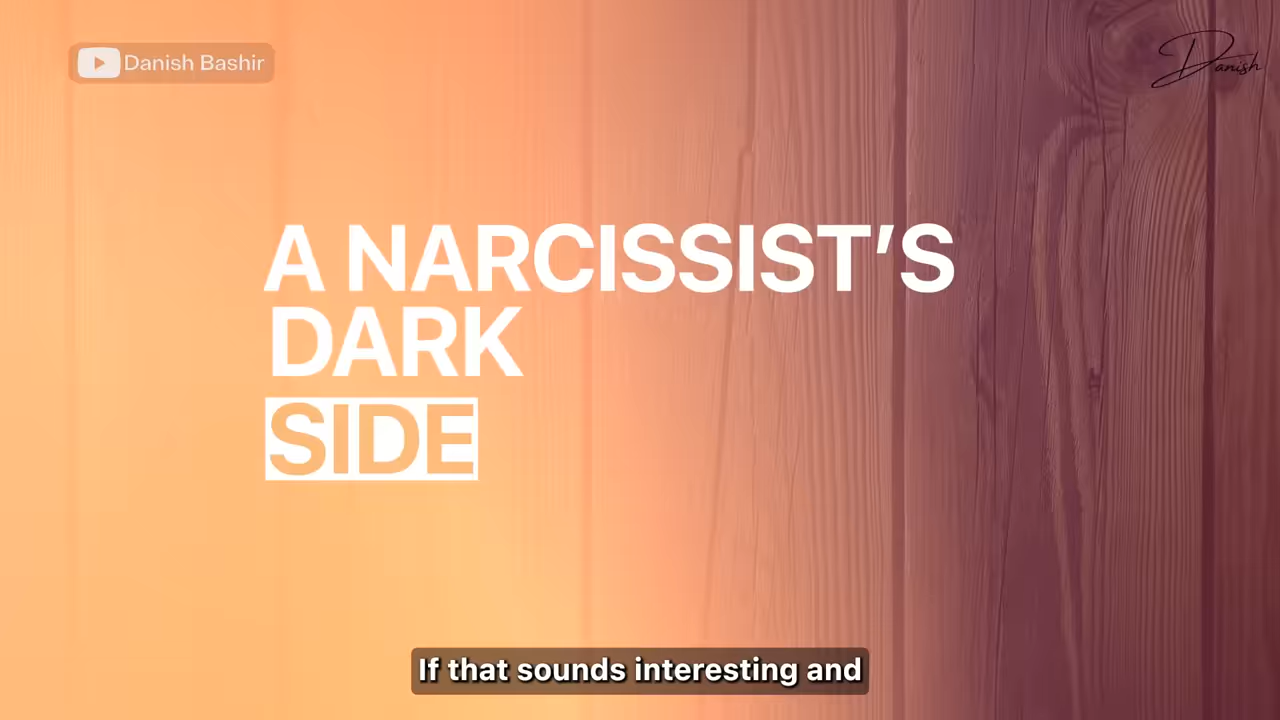 Danish Bashir
Danish
A NARCISSIST’S
DARK
SIDE
If that sounds interesting and